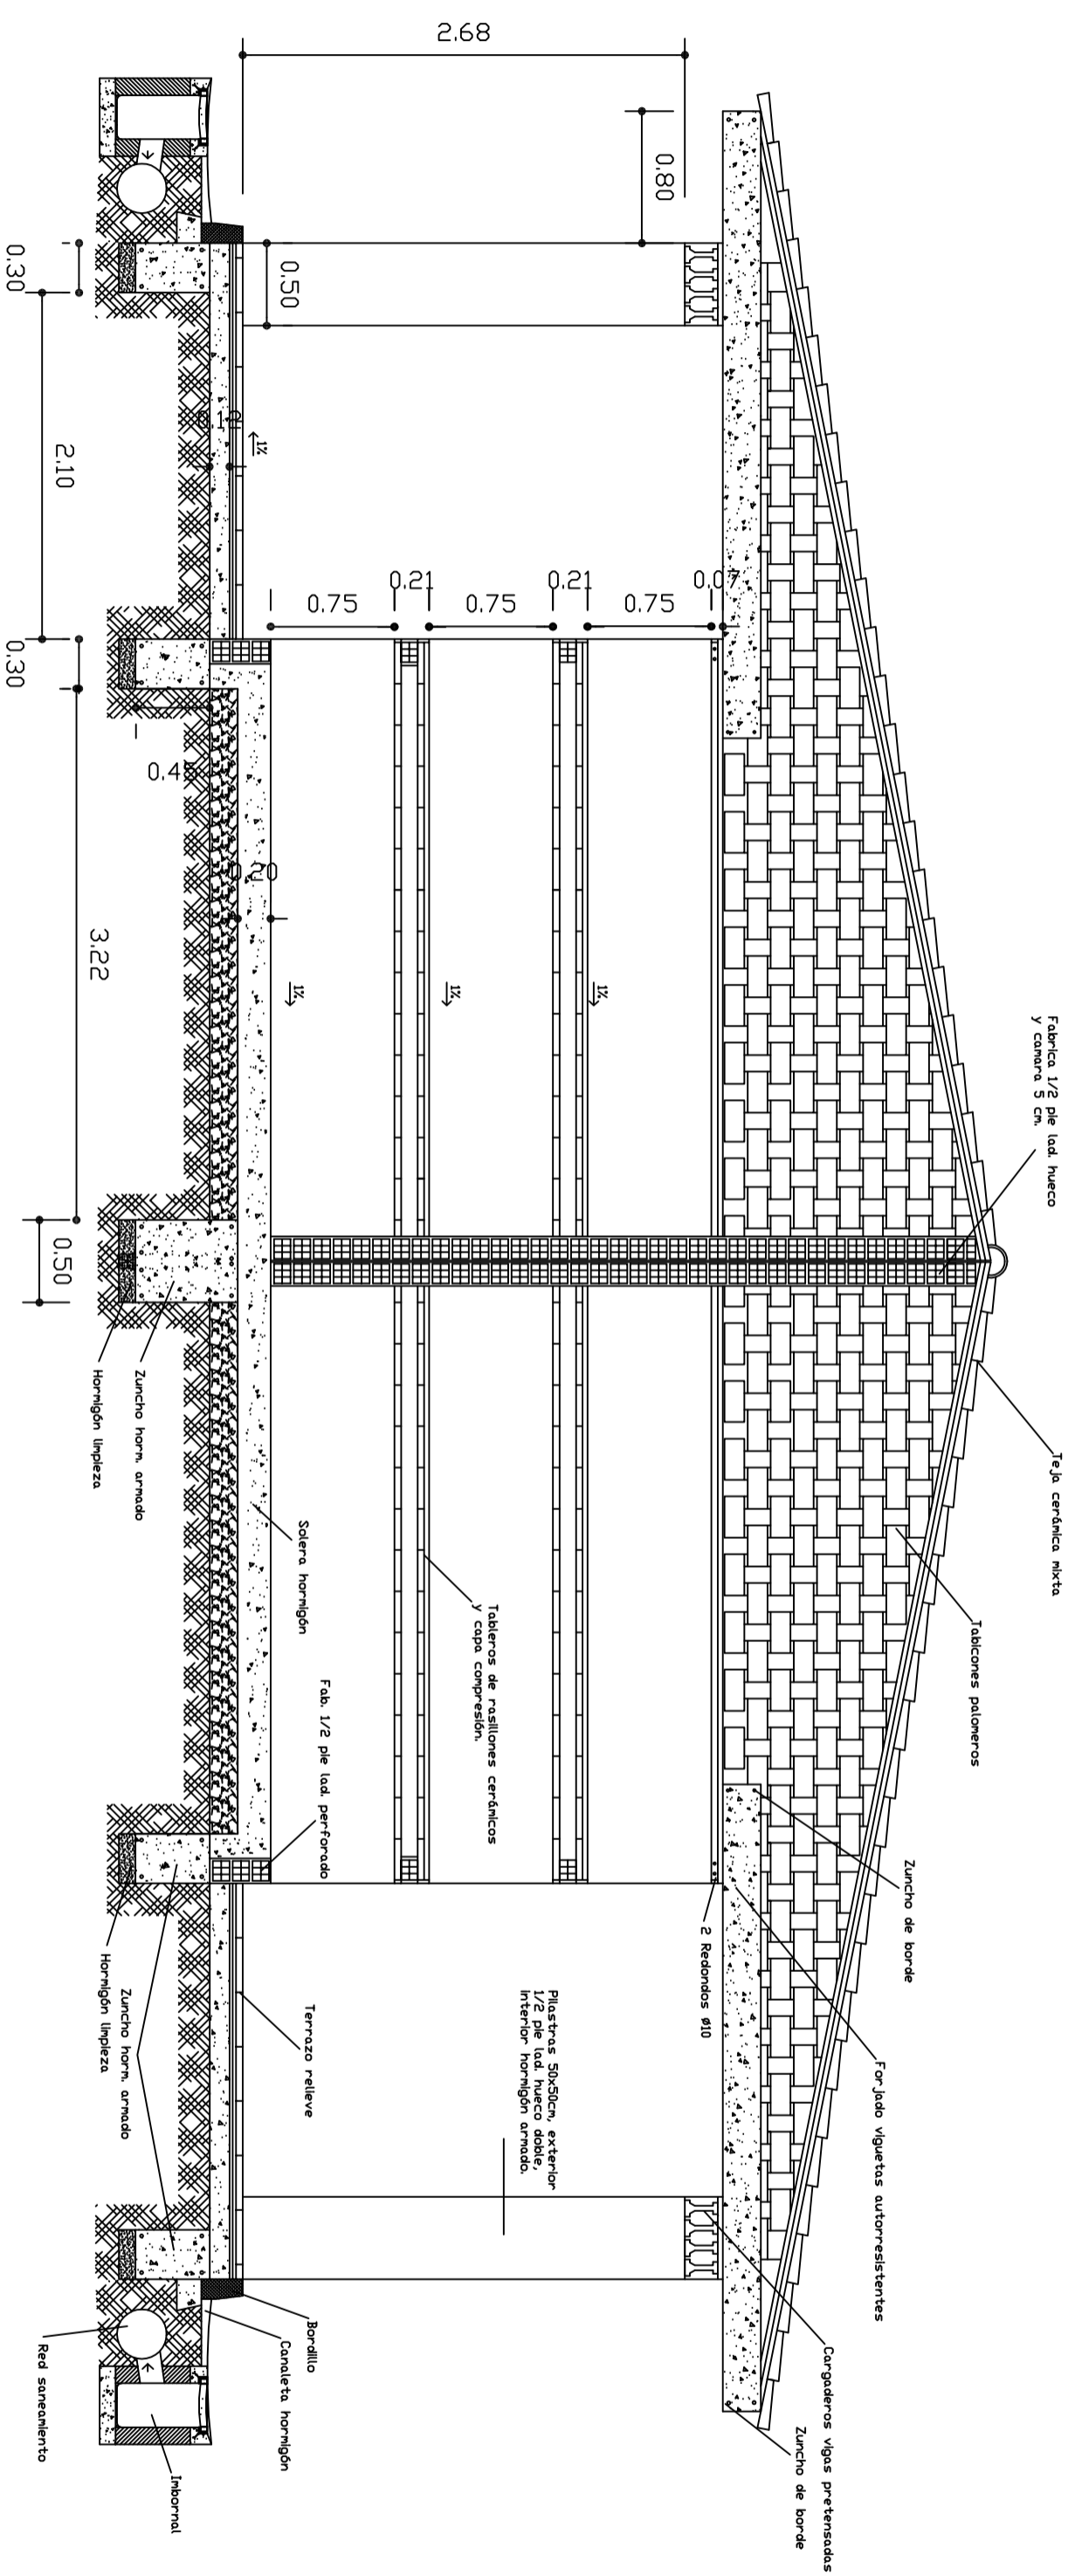 2.68
0.80
0.50
0.30
2.10
0.12
1%
0.30
0.45
0.75
0.21
0.75
0.21
0.75
0.07
3.22
0.20
1%
1%
1%
0.50
Fabrica 1/2 pie lad. hueco
y camara 5 cm.
Teja cerámica mixta
Tabicones palomeros
Zuncho de borde
Forjado viguetas autorresistentes
Cargaderos vigas pretensadas
Zuncho de borde
Hormigón limpieza
Zuncho horm. armado
Solera hormigón
Tableros de rasillones cerámicos
y capa compresión.
Fab. 1/2 pie lad. perforado
2 Redondos ø10
Pilastras 50x50cm, exterior
1/2 pie lad. hueco doble,
interior hormigón armado.
Terrazo relieve
Zuncho horm. armado
Hormigón limpieza
Bordillo
Canaleta hormigón
Red saneamiento
Imbornal